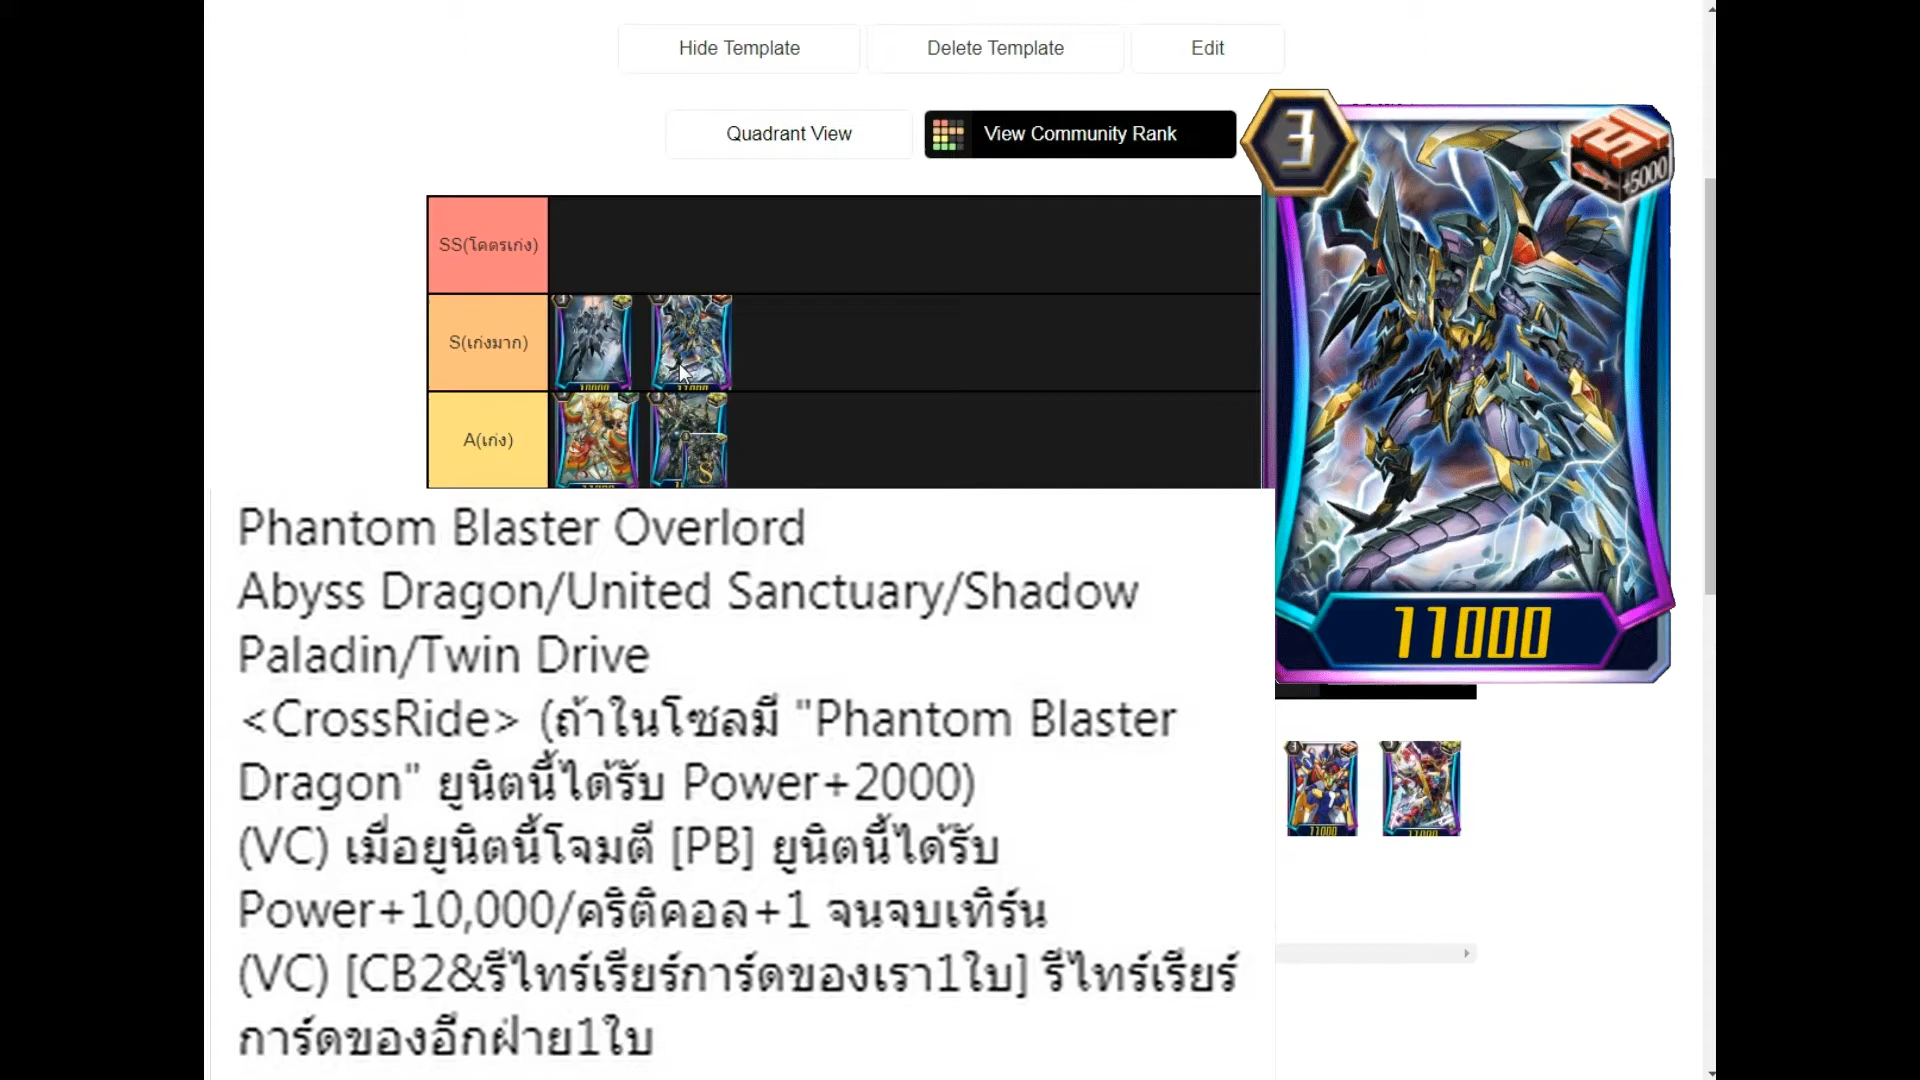 Hide Template
Delete Template
Edit
Quadrant View
View Community Rank
3
+5000
SS(โคตรเก่ง)
S(เก่งมาก)
10000
11000
A(เก่ง)
11000
S
11000
Phantom Blaster Overlord
Abyss Dragon/United Sanctuary/Shadow
Paladin/Twin Drive
<CrossRide> (ถ้าในโซลมี "Phantom Blaster
Dragon" ยูนิตนี้ได้รับ Power+2000)
(VC) เมื่อยูนิตนี้โจมตี [PB] ยูนิตนี้ได้รับ
Power+10,000/คริติคอล+1 จนจบเทิร์น
(VC) [CB2&รีไทร์เรียร์การ์ดของเรา1ใบ] รีไทร์เรียร์
การ์ดของอีกฝ่าย1ใบ
3
11000
3
11000